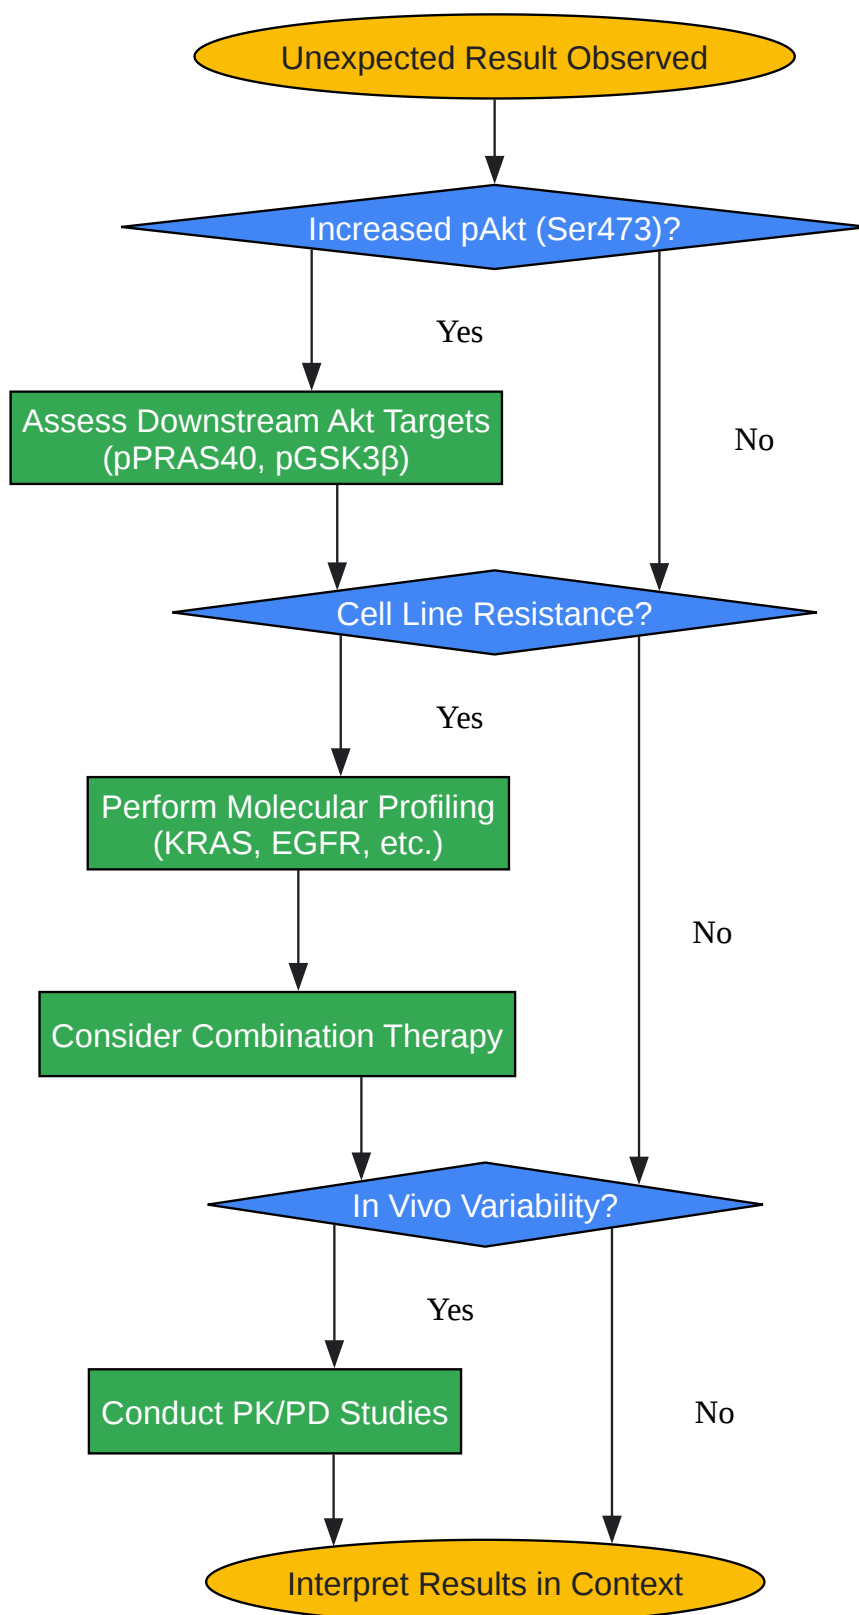 Unexpected Result Observed
Increased pAkt (Ser473)?
Yes
Assess Downstream Akt Targets
(pPRAS40, pGSK3β)
No
Cell Line Resistance?
Yes
Perform Molecular Profiling
(KRAS, EGFR, etc.)
No
Consider Combination Therapy
In Vivo Variability?
Yes
Conduct PK/PD Studies
No
Interpret Results in Context